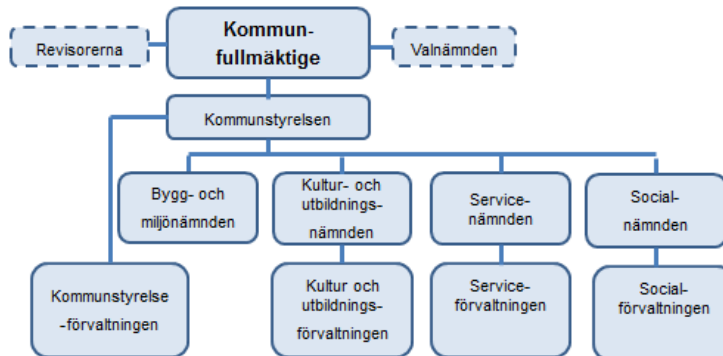 Kommun-
fullmäktige
Revisorerna
Valnämnden
Kommunstyrelsen
Bygg- och
miljönämnden
Kultur- och
utbildnings-
nämnden
Service-
nämnden
Social-
nämnden
Kommunstyrelse
-förvaltningen
Kultur och
utbildnings-
förvaltningen
Service-
förvaltningen
Social-
förvaltningen